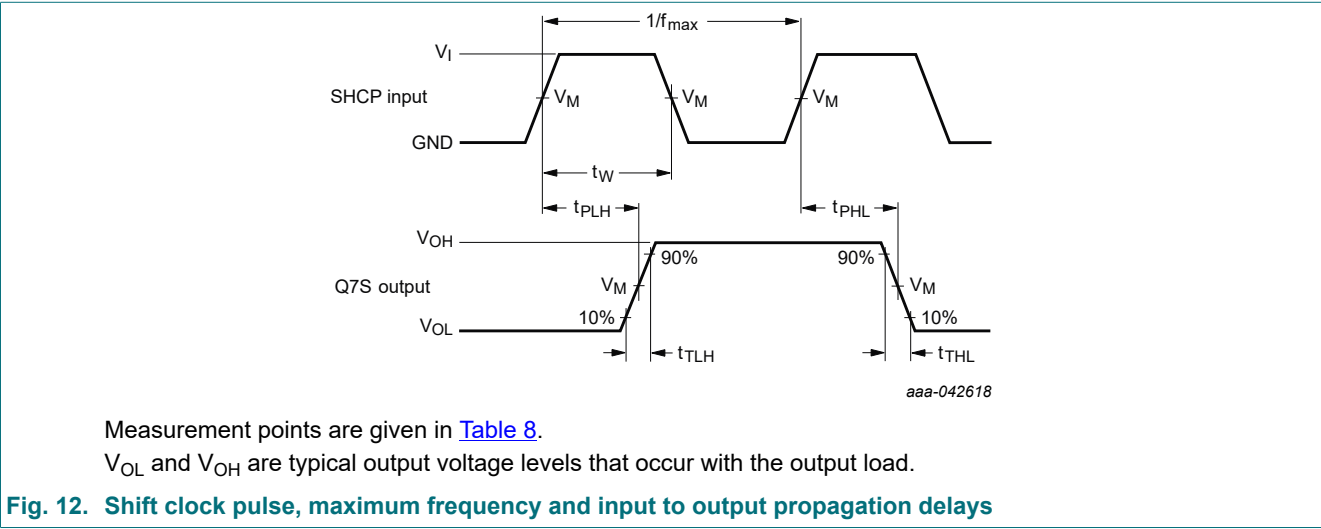 1/fmax
VI
SHCP input
VM
VM
VM
GND
tW
tPLH
tPHL
VOH
90%
90%
Q7S output
VM
VM
10%
10%
VOL
tTLH
tTHL
aaa-042618
Measurement points are given in Table 8.
VOL and VOH are typical output voltage levels that occur with the output load.
Fig. 12. Shift clock pulse, maximum frequency and input to output propagation delays